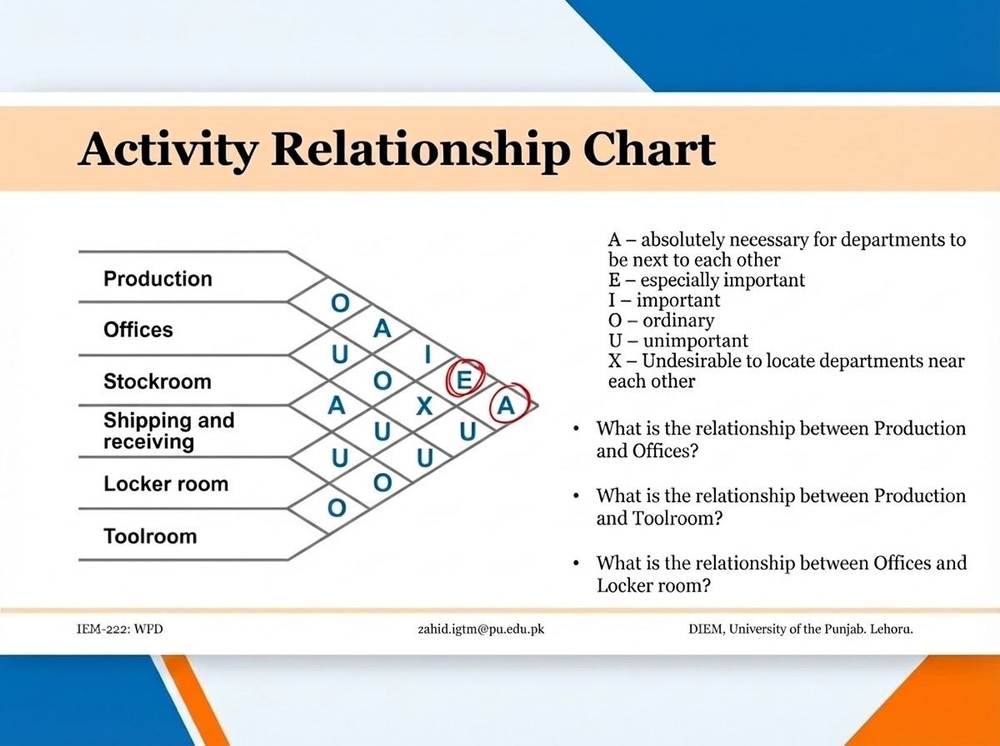 Activity Relationship Chart
Production
Offices
Stockroom
Shipping and
receiving
Locker room
Toolroom
O
A
U
I
O
E
A
X
A
U
U
U
U
O
O
A – absolutely necessary for departments to
be next to each other
E – especially important
I – important
O – ordinary
U – unimportant
X – Undesirable to locate departments near
each other
• What is the relationship between Production
and Offices?
• What is the relationship between Production
and Toolroom?
• What is the relationship between Offices and
Locker room?
IEM-222: WPD
zahid.igtm@pu.edu.pk
DIEM, University of the Punjab. Lehoru.